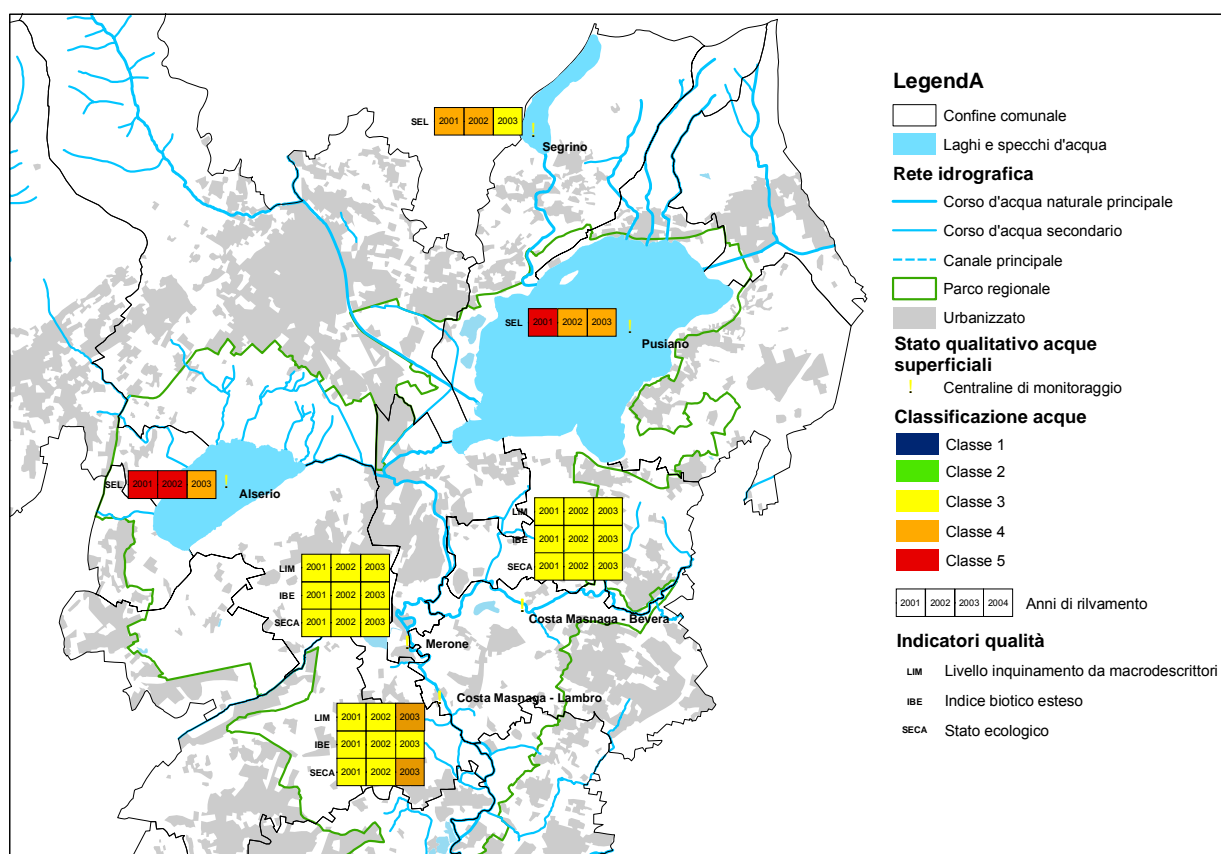 SEL 2001 2002 2003
Segrino
SEL 2001 2002 2003
Pusiano
SEL 2001 2002 2003
Alserio
LIM 2001 2002 2003
IBE 2001 2002 2003
SECA 2001 2002 2003
Costa Masnaga - Bevera
LIM 2001 2002 2003
IBE 2001 2002 2003
SECA 2001 2002 2003
Merone
Costa Masnaga - Lambro
LIM 2001 2002 2003
IBE 2001 2002 2003
SECA 2001 2002 2003
LegendA
Confine comunale
Laghi e specchi d'acqua
Rete idrografica
Corso d'acqua naturale principale
Corso d'acqua secondario
Canale principale
Parco regionale
Urbanizzato
Stato qualitativo acque
superficiali
! Centraline di monitoraggio
Classificazione acque
Classe 1
Classe 2
Classe 3
Classe 4
Classe 5
2001 2002 2003 2004 Anni di rilvamento
Indicatori qualità
LIM Livello inquinamento da macrodescrittori
IBE Indice biotico esteso
SECA Stato ecologico